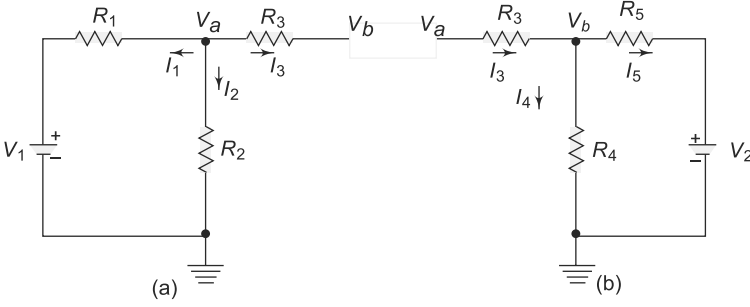 R1 Va R3 Vb Va R3 Vb R5
I1 I3 I3 I5
I2 I4
V1 + - R2 R4 + - V2
(a) (b)